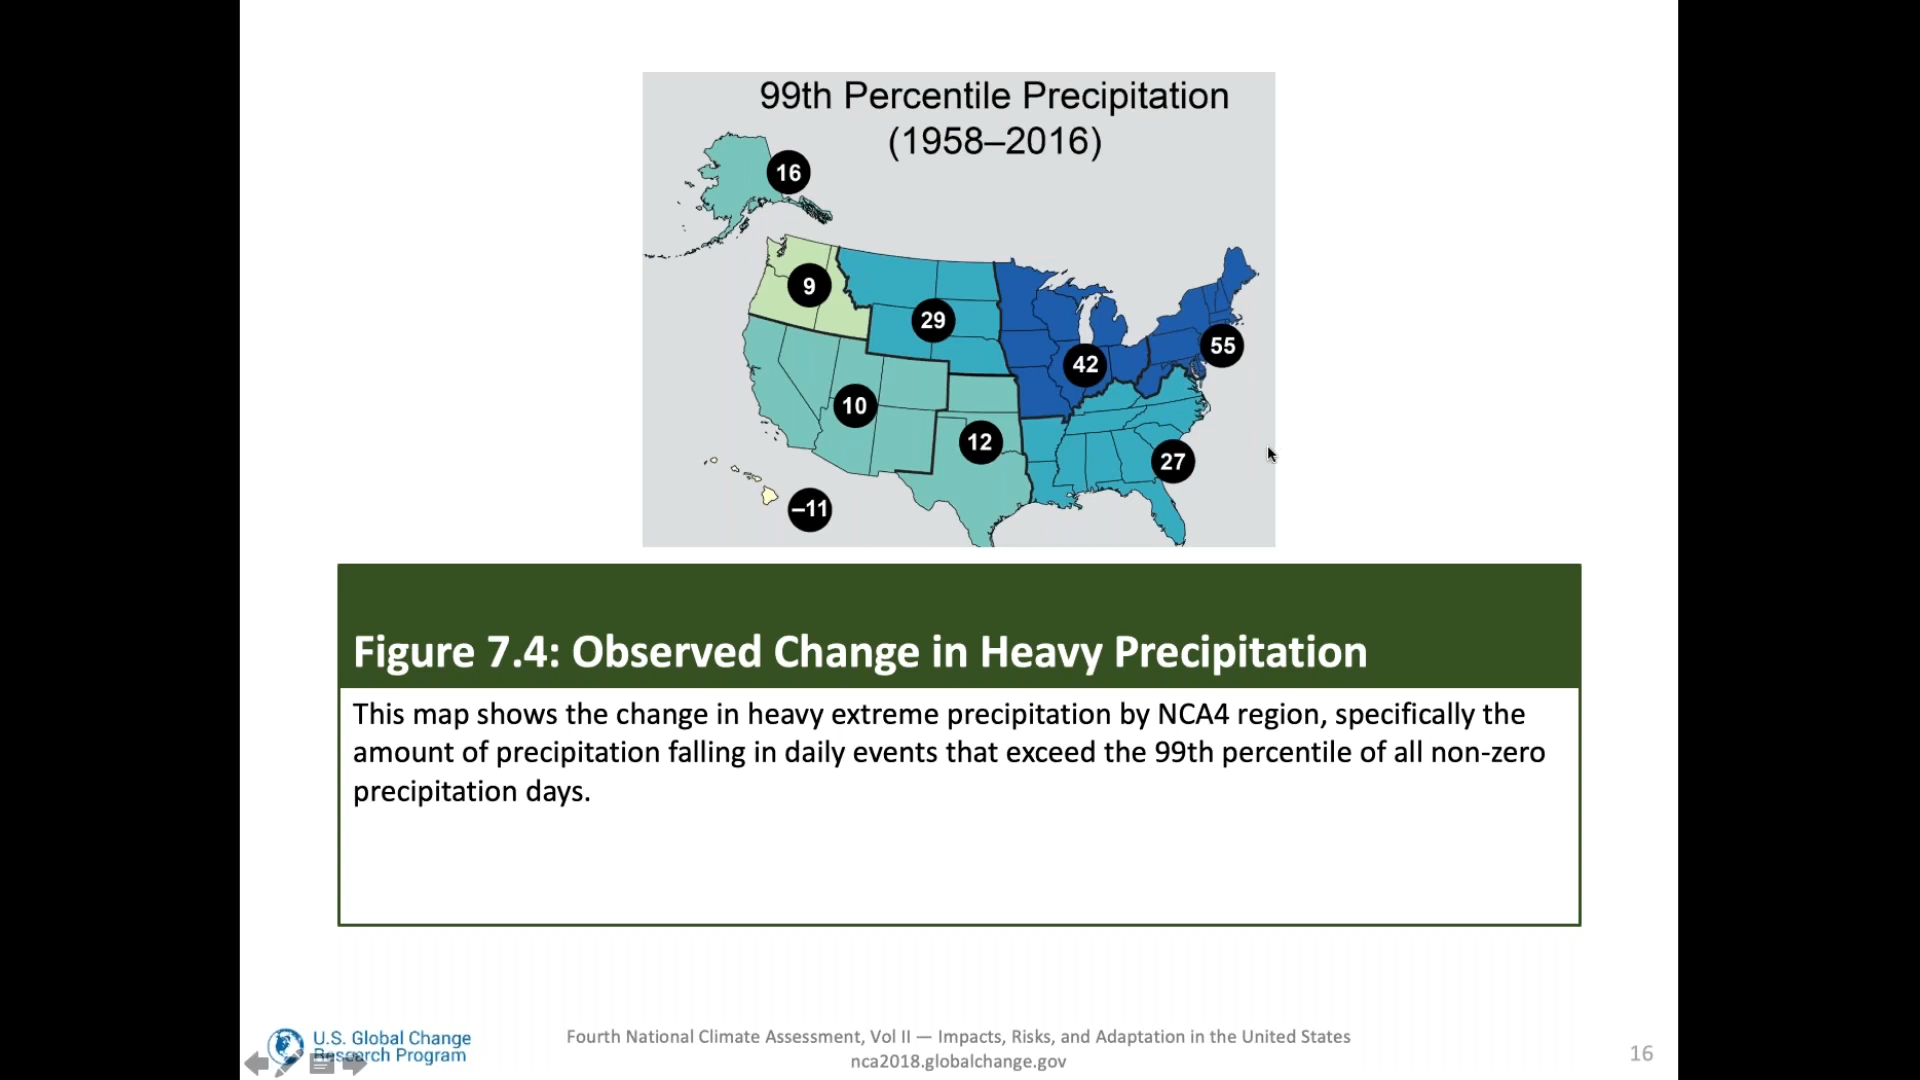 99th Percentile Precipitation
(1958–2016)
16
9
29
55
42
10
12
27
–11
Figure 7.4: Observed Change in Heavy Precipitation
This map shows the change in heavy extreme precipitation by NCA4 region, specifically the
amount of precipitation falling in daily events that exceed the 99th percentile of all non-zero
precipitation days.
U.S. Global Change
Research Program
Fourth National Climate Assessment, Vol II — Impacts, Risks, and Adaptation in the United States
nca2018.globalchange.gov
16